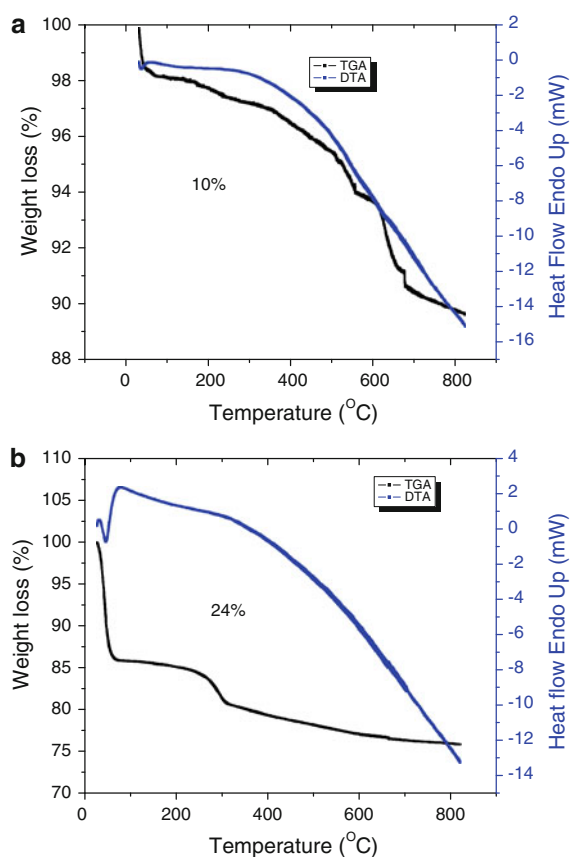 a
100
98
96
94
92
90
88
Weight loss (%)
TGA
DTA
10%
2
0
-2
-4
-6
-8
-10
-12
-14
-16
Heat Flow Endo Up (mW)
0 200 400 600 800
Temperature (°C)
b
110
105
100
95
90
85
80
75
70
Weight loss (%)
TGA
DTA
24%
4
2
0
-2
-4
-6
-8
-10
-12
-14
Heat flow Endo Up (mW)
0 200 400 600 800
Temperature (°C)